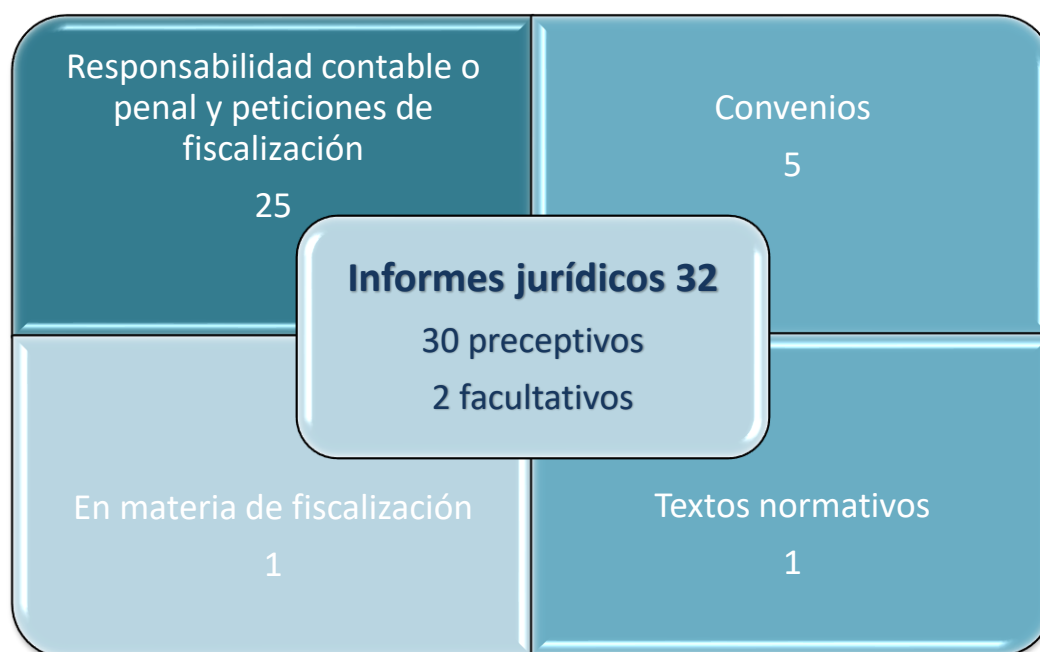 Responsabilidad contable o
penal y peticiones de
fiscalización
25
Convenios
5
Informes jurídicos 32
30 preceptivos
2 facultativos
En materia de fiscalización
1
Textos normativos
1